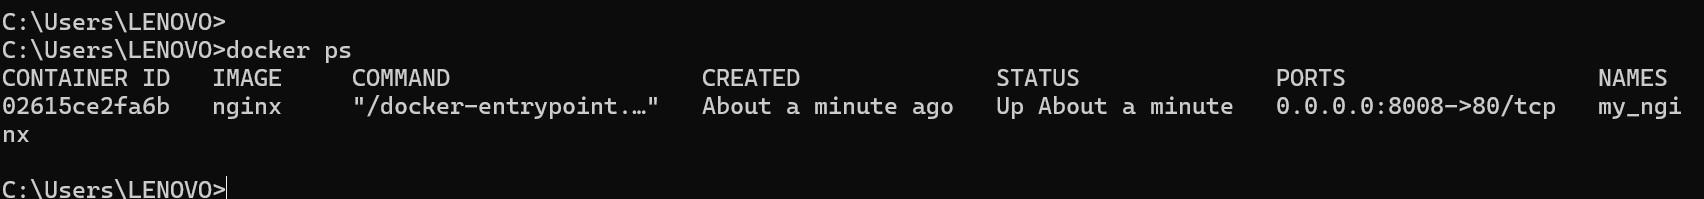 C:\Users\LENOVO>
C:\Users\LENOVO>docker ps
CONTAINER ID   IMAGE     COMMAND                  CREATED              STATUS              PORTS                  NAMES
02615ce2fa6b   nginx     "/docker-entrypoint.…"   About a minute ago   Up About a minute   0.0.0.0:8008->80/tcp   my_ngi
nx
C:\Users\LENOVO>